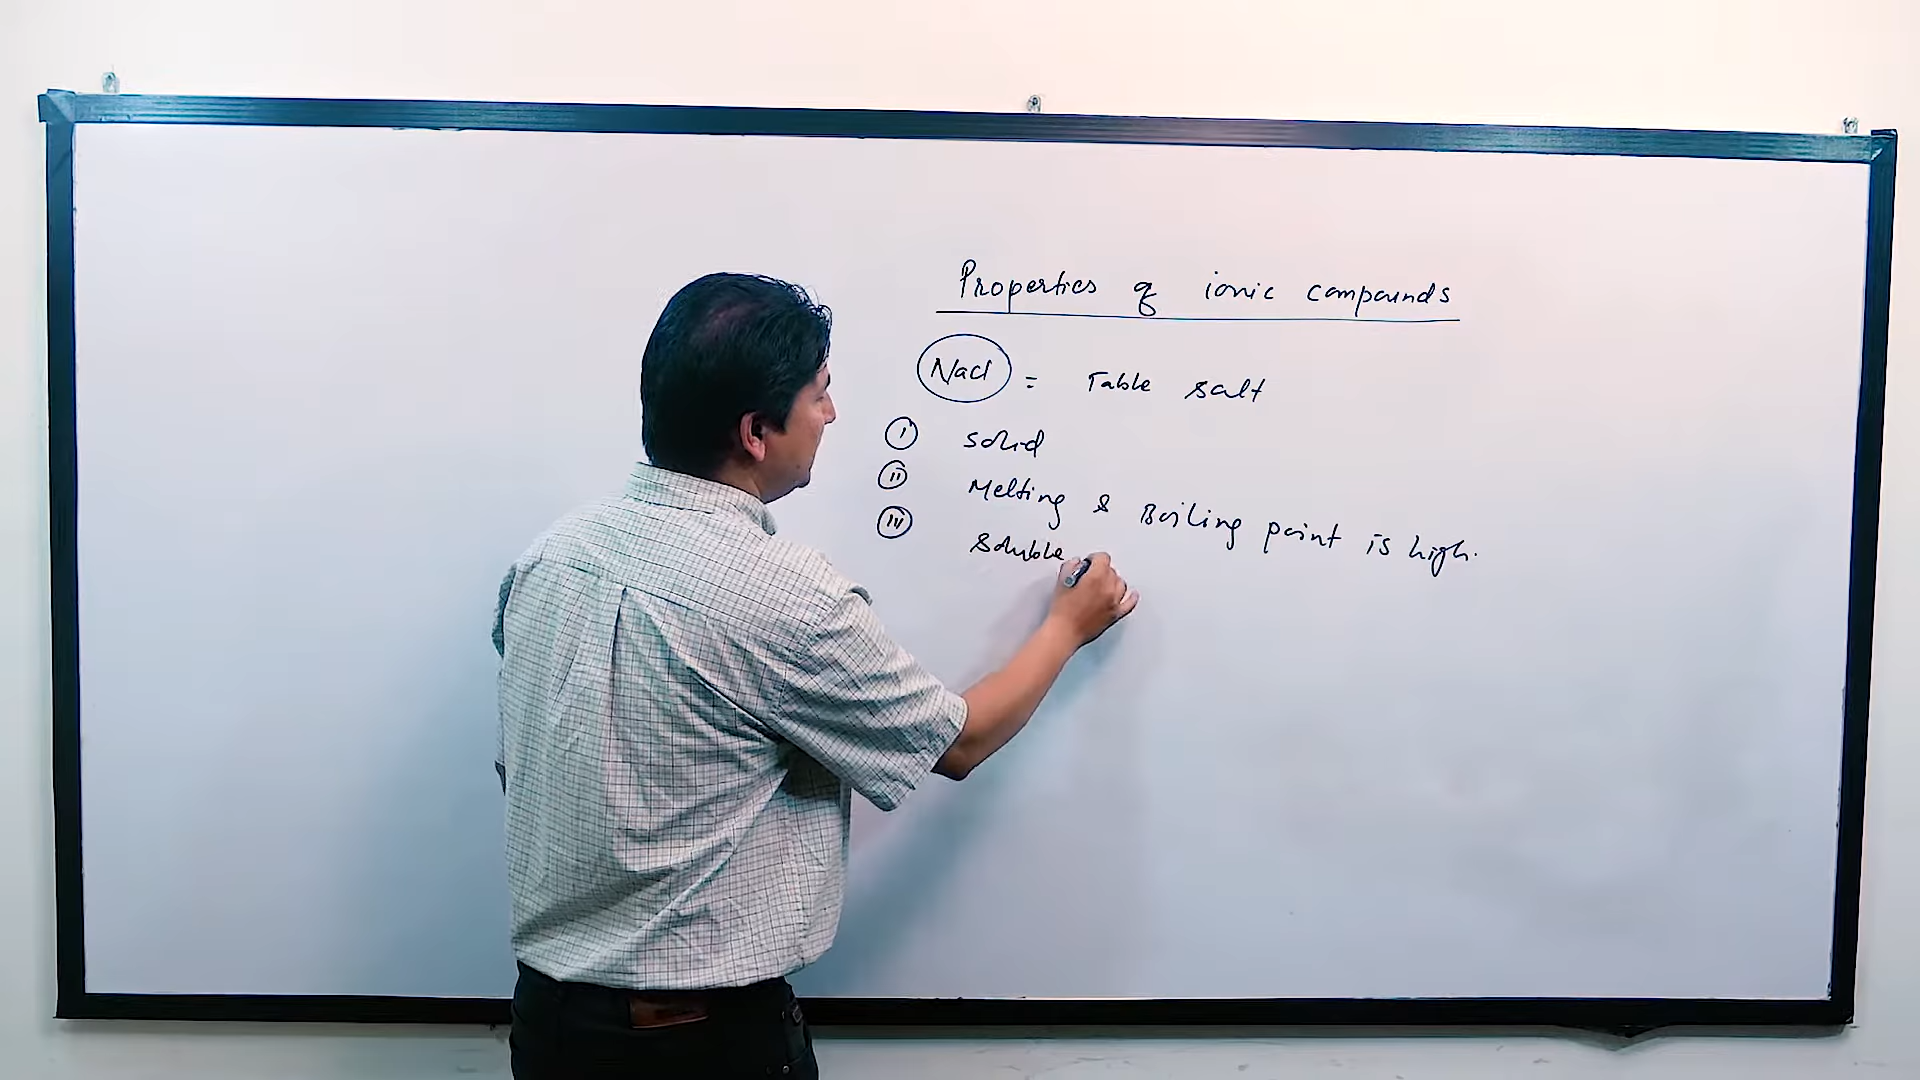 Properties of ionic compounds
NaCl = Table salt
i solid
ii Melting & Boiling point is high.
iv soluble